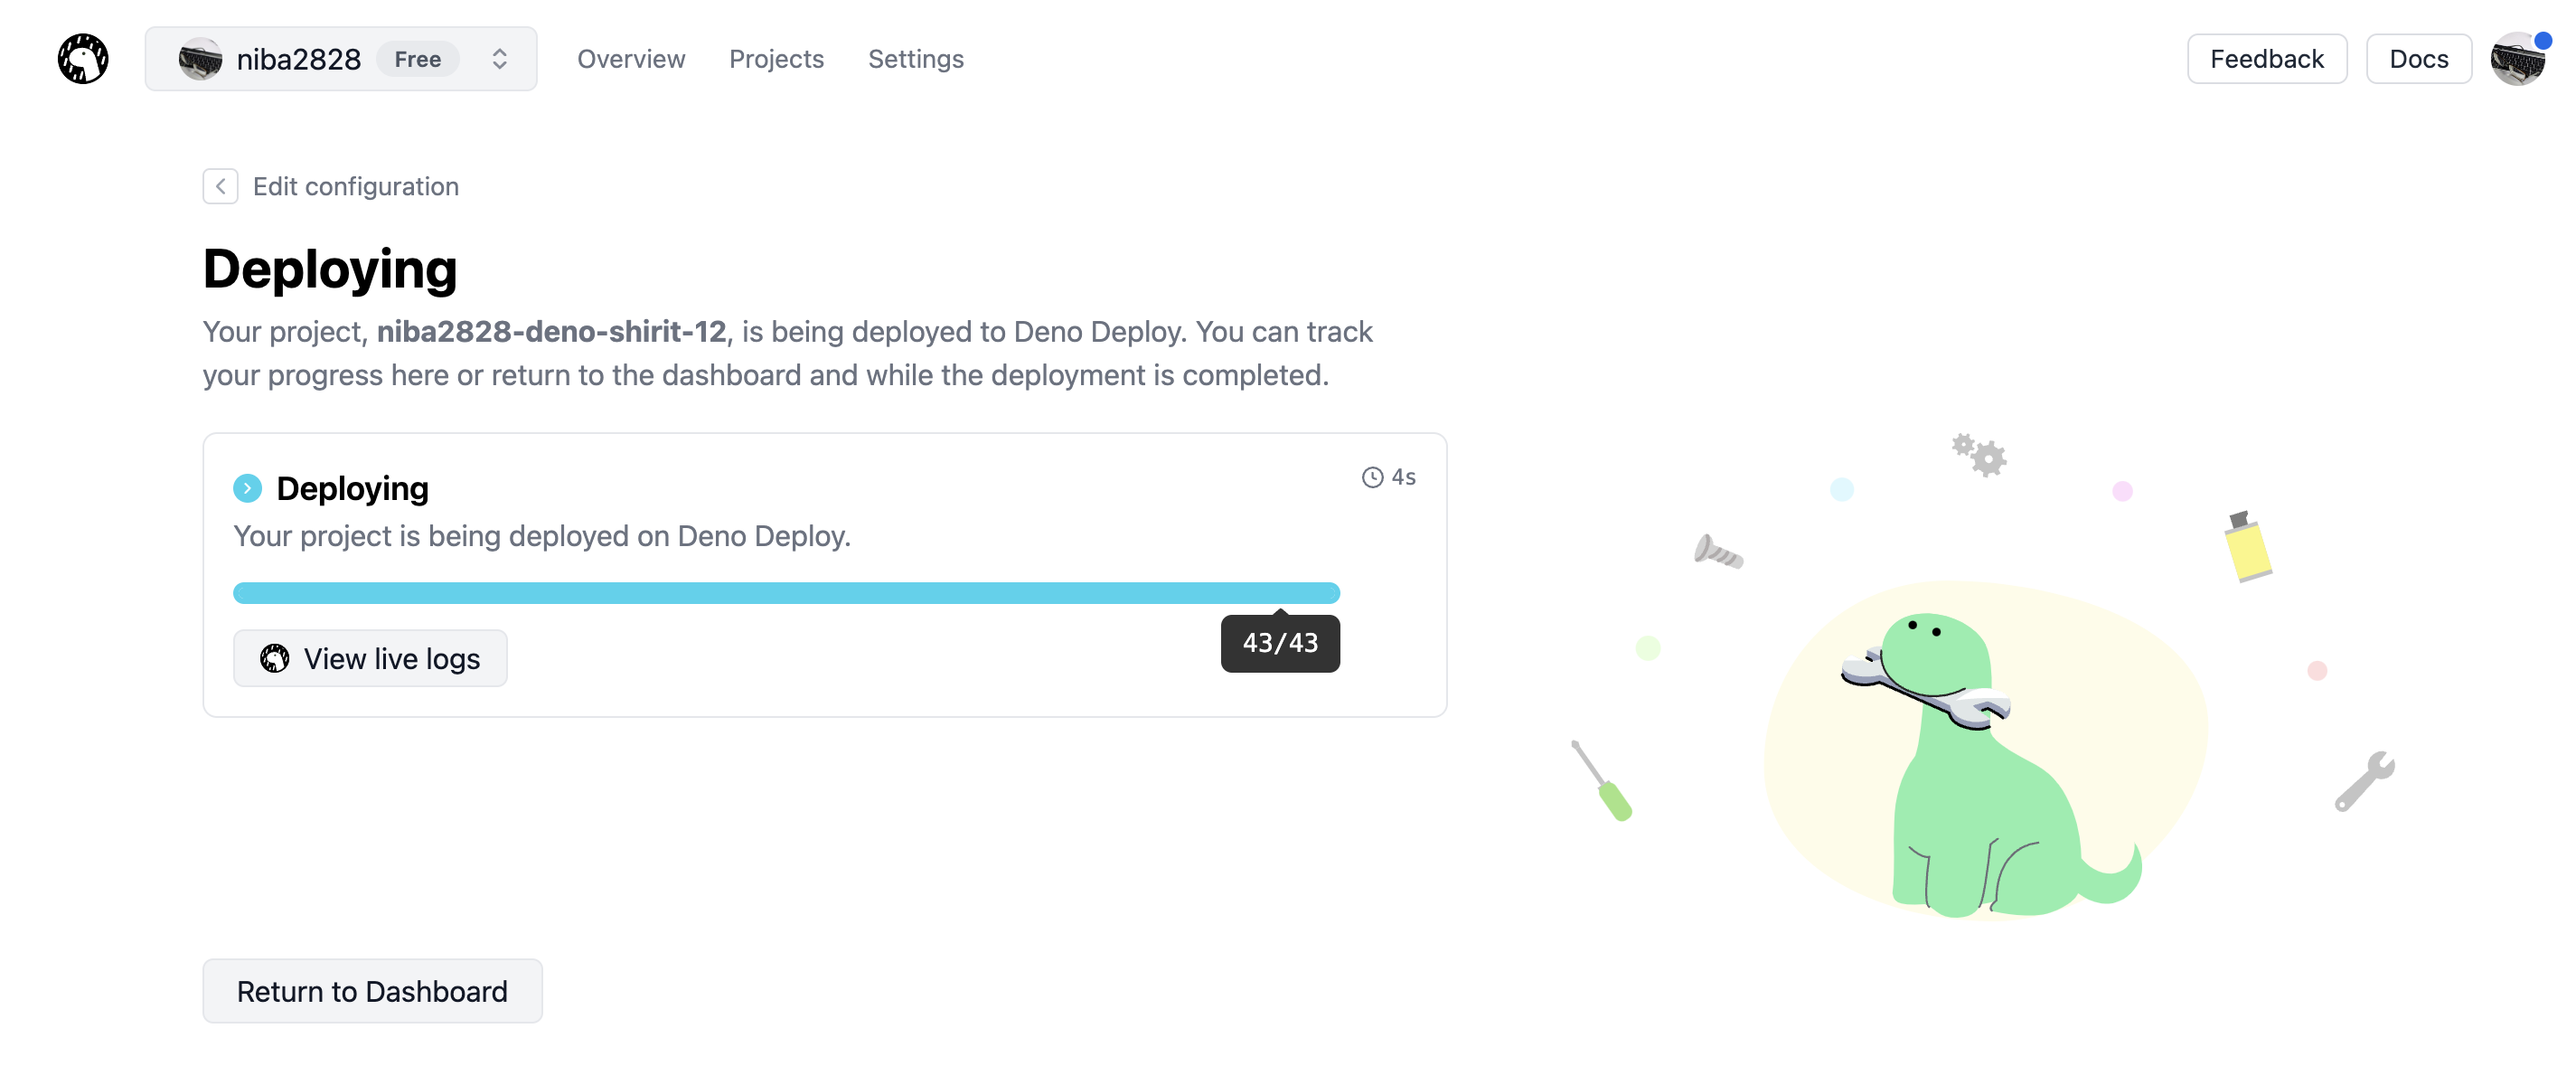 niba2828 Free Overview Projects Settings Feedback Docs
Edit configuration
Deploying
Your project, niba2828-deno-shirit-12, is being deployed to Deno Deploy. You can track
your progress here or return to the dashboard and while the deployment is completed.
Deploying 4s
Your project is being deployed on Deno Deploy.
43/43
View live logs
Return to Dashboard